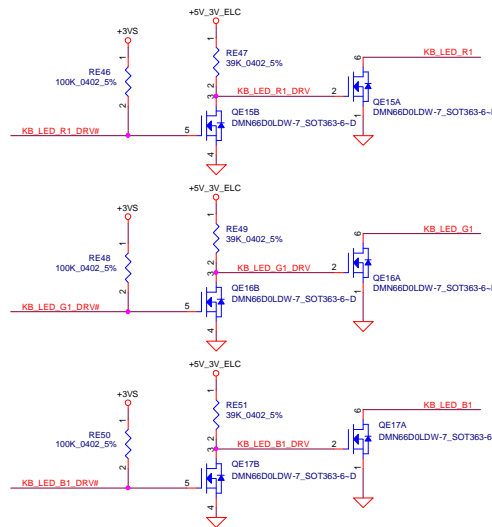 +5V_3V_ELC
+3VS
1
RE47
39K_0402_5%
2
1
RE46
100K_0402_5%
2
KB_LED_R1
6
KB_LED_R1_DRV
2
QE15A
DMN66D0LDW-7_SOT363-6~D
1
3
QE15B
DMN66D0LDW-7_SOT363-6~D
KB_LED_R1_DRV#
5
4
+5V_3V_ELC
+3VS
1
RE49
39K_0402_5%
2
1
RE48
100K_0402_5%
2
KB_LED_G1
6
KB_LED_G1_DRV
2
QE16A
DMN66D0LDW-7_SOT363-6~D
1
3
QE16B
DMN66D0LDW-7_SOT363-6~D
KB_LED_G1_DRV#
5
4
+5V_3V_ELC
+3VS
1
RE51
39K_0402_5%
2
1
RE50
100K_0402_5%
2
KB_LED_B1
6
KB_LED_B1_DRV
2
QE17A
DMN66D0LDW-7_SOT363-6
1
3
QE17B
DMN66D0LDW-7_SOT363-6~D
KB_LED_B1_DRV#
5
4